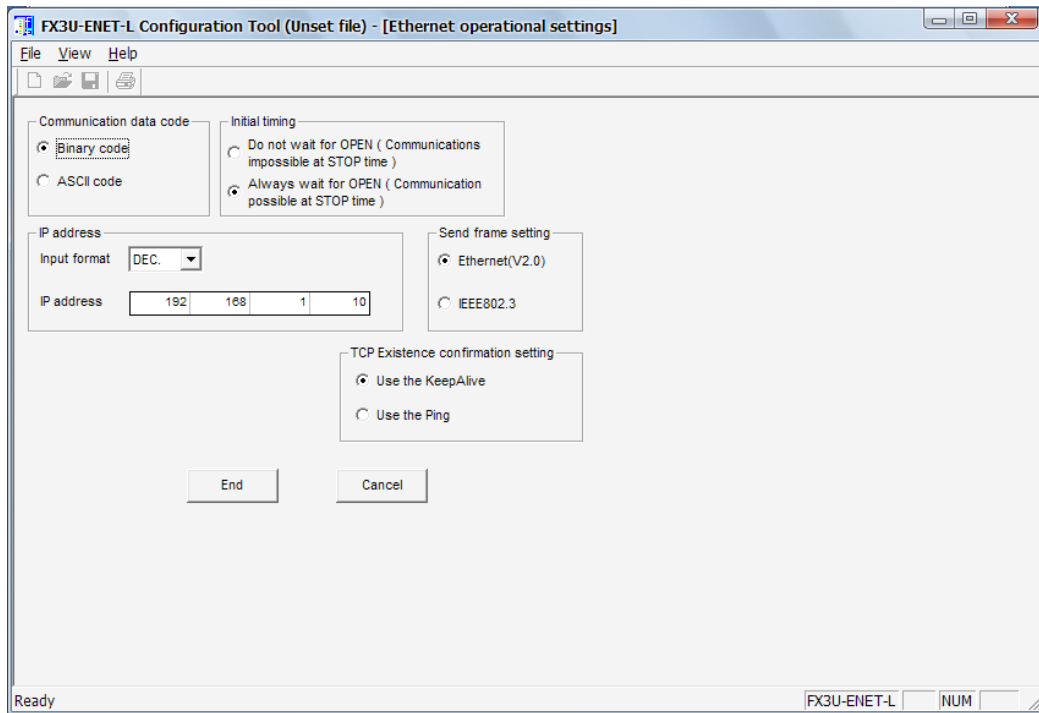 FX3U-ENET-L Configuration Tool (Unset file) - [Ethernet operational settings]
File View Help
Communication data code
Binary code
ASCII code
Initial timing
Do not wait for OPEN ( Communications
impossible at STOP time )
Always wait for OPEN ( Communication
possible at STOP time )
IP address
Input format DEC.
IP address 192 168 1 10
Send frame setting
Ethernet(V2.0)
IEEE802.3
TCP Existence confirmation setting
Use the KeepAlive
Use the Ping
End Cancel
Ready FX3U-ENET-L NUM